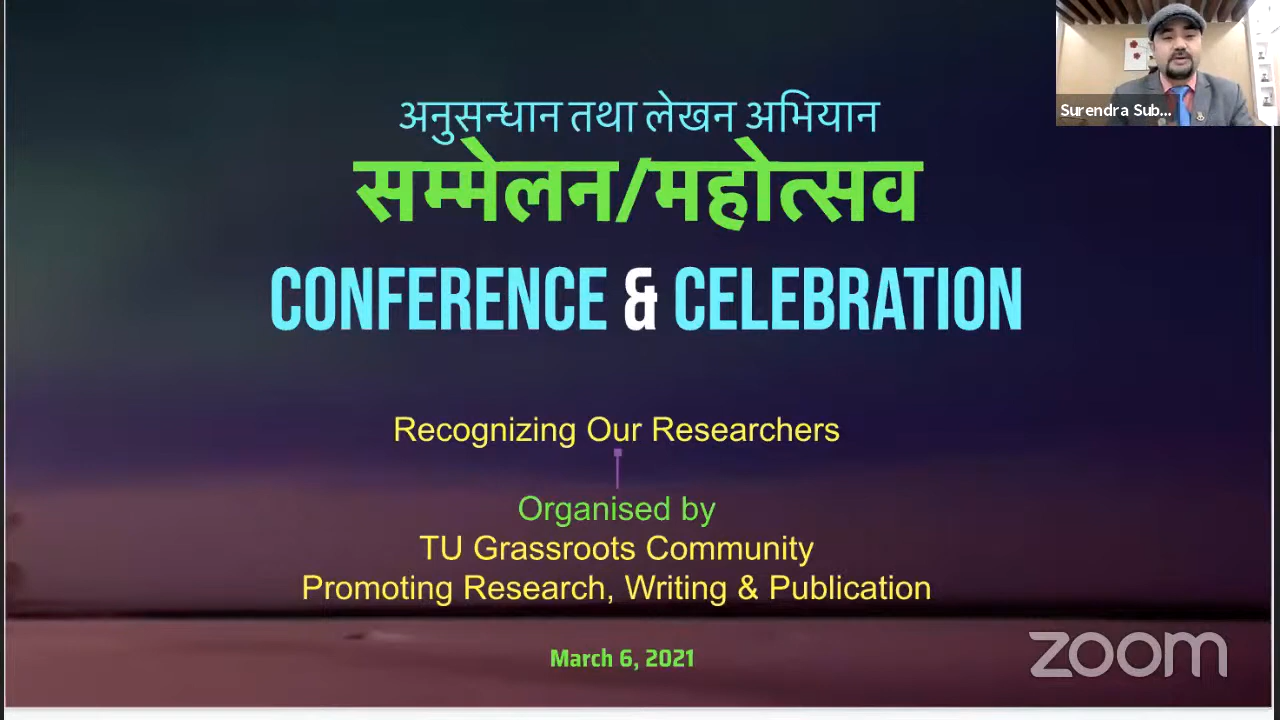 अनुसन्धान तथा लेखन अभियान
सम्मेलन/महोत्सव
CONFERENCE & CELEBRATION
Recognizing Our Researchers
Organised by
TU Grassroots Community
Promoting Research, Writing & Publication
March 6, 2021
Surendra Sub...
zoom